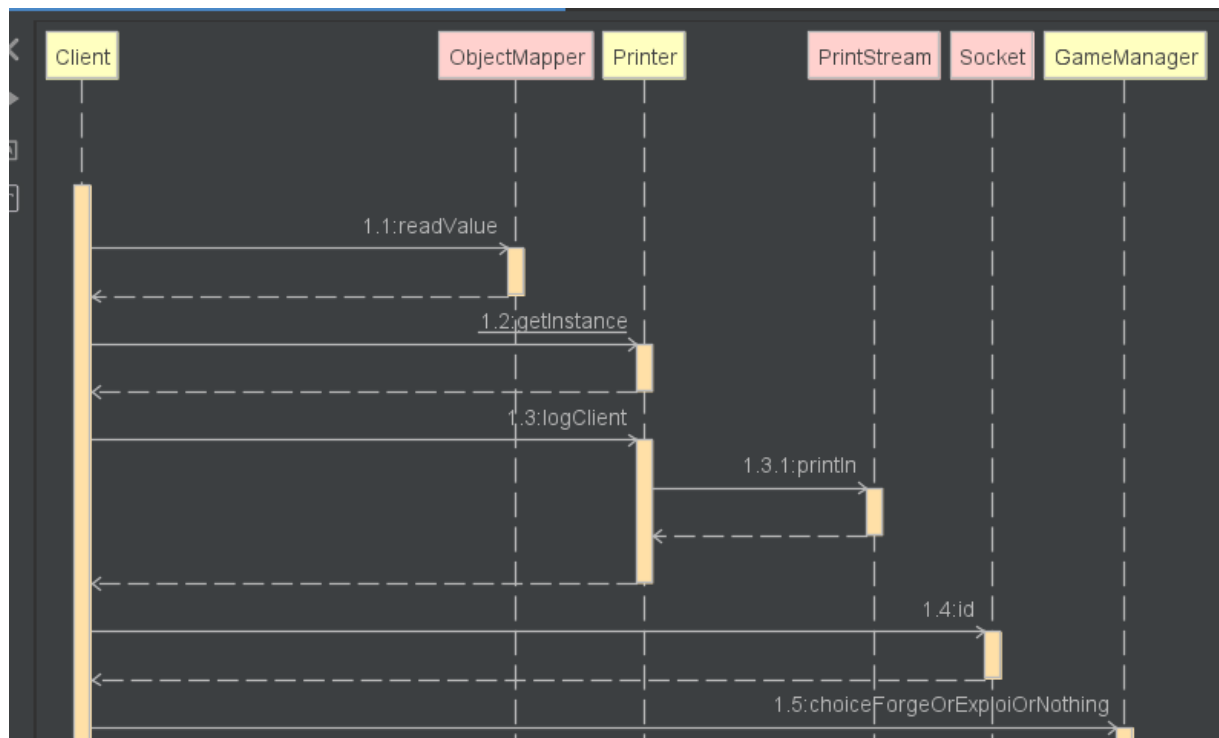 Client
ObjectMapper
Printer
PrintStream
Socket
GameManager
1.1:readValue
1.2:getInstance
1.3:logClient
1.3.1:println
1.4:id
1.5:choiceForgeOrExploiOrNothing